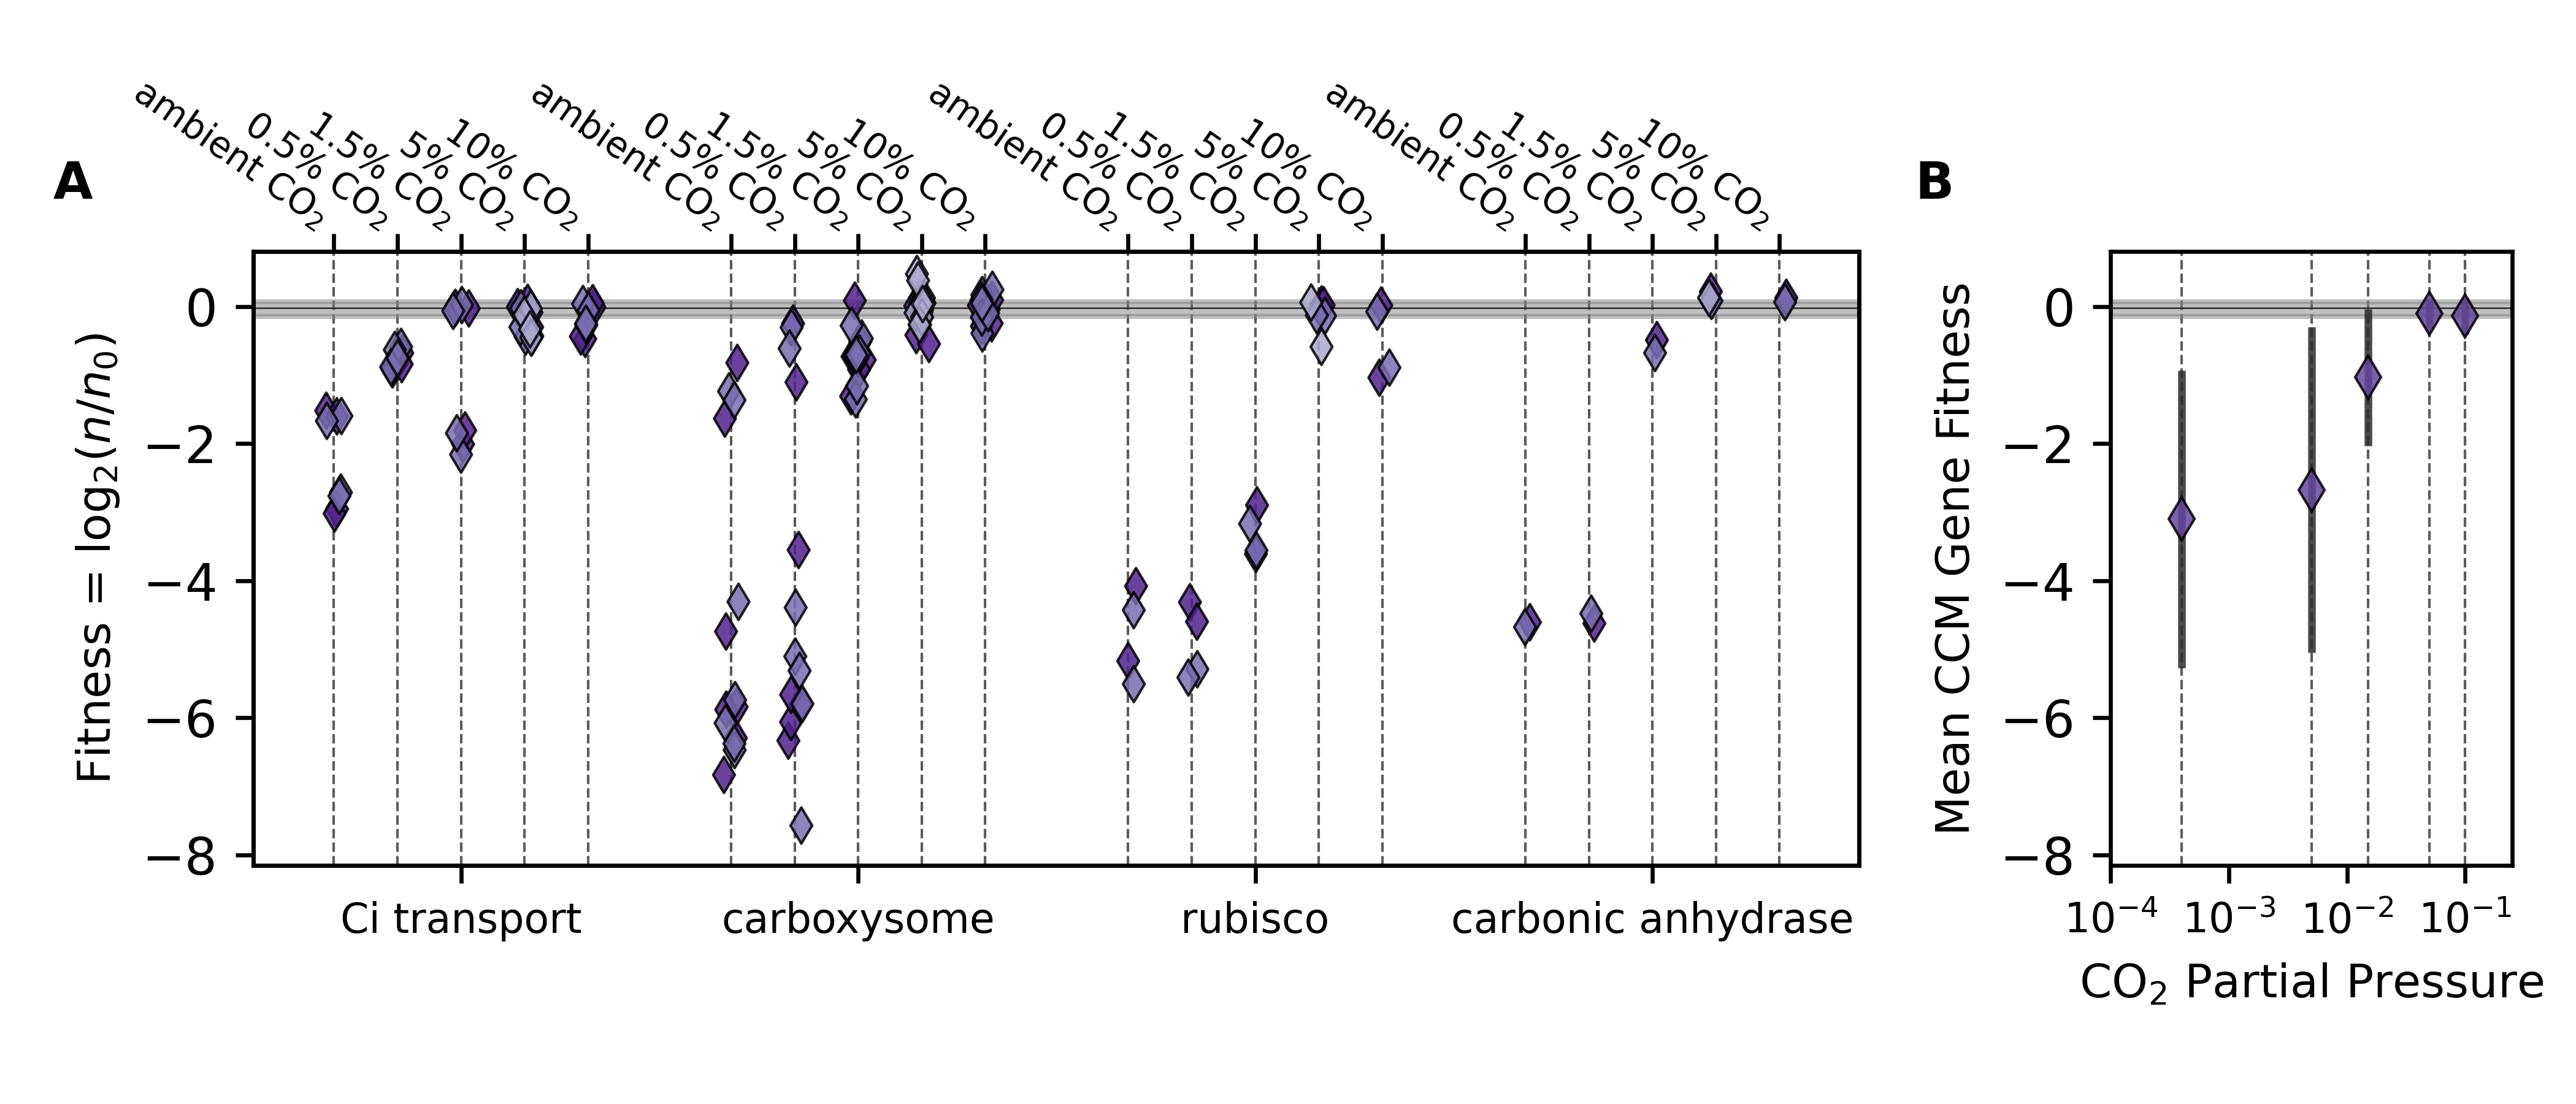 A
ambient CO₂
0.5% CO₂
1.5% CO₂
5% CO₂
10% CO₂
ambient CO₂
0.5% CO₂
1.5% CO₂
5% CO₂
10% CO₂
ambient CO₂
0.5% CO₂
1.5% CO₂
5% CO₂
10% CO₂
ambient CO₂
0.5% CO₂
1.5% CO₂
5% CO₂
10% CO₂
Fitness = log₂(n/n₀)
0
−2
−4
−6
−8
Ci transport
carboxysome
rubisco
carbonic anhydrase
B
Mean CCM Gene Fitness
0
−2
−4
−6
−8
10⁻⁴
10⁻³
10⁻²
10⁻¹
CO₂ Partial Pressure